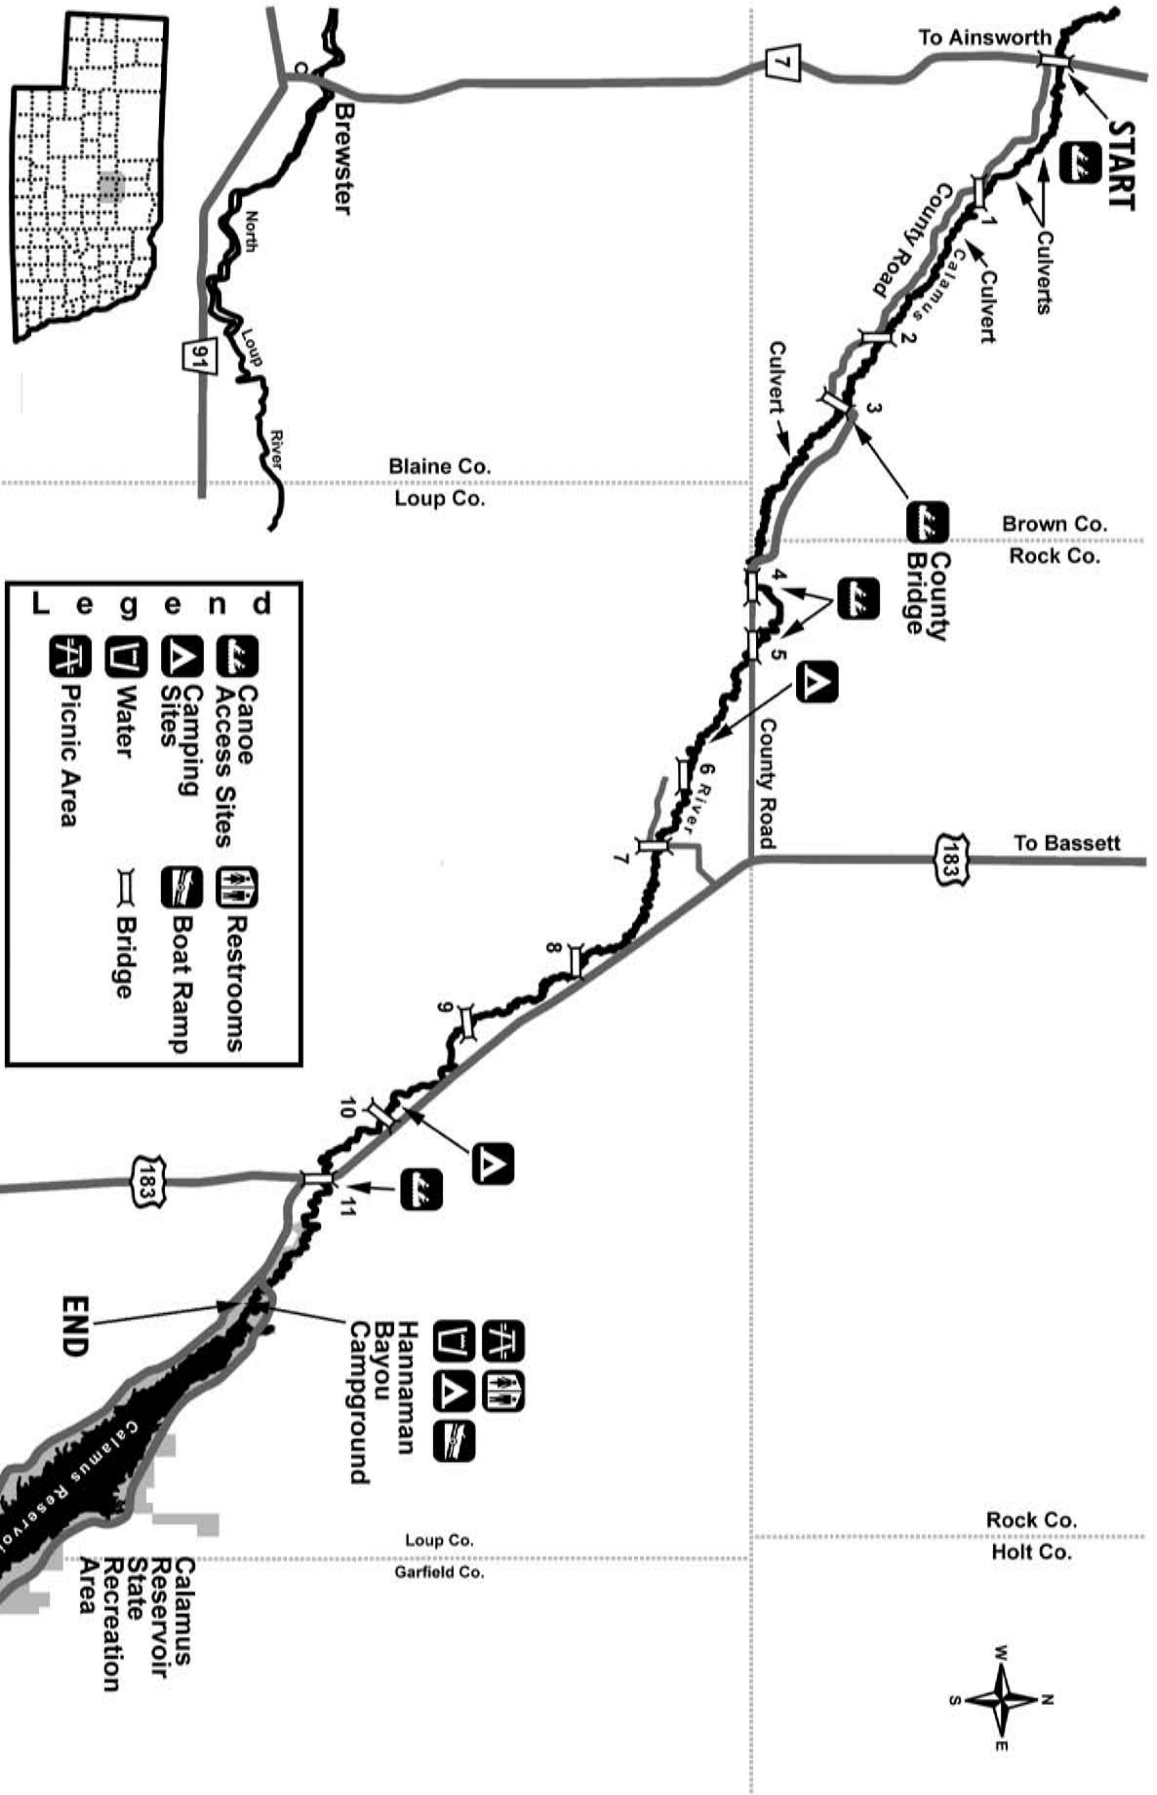 To Ainsworth
7
START
Culverts
1
County Road
Calamus
Culvert
2
3
Culvert
County
Bridge
Brewster
North
Loup
River
91
Blaine Co.
Loup Co.
Brown Co.
Rock Co.
4
5
County Road
6
River
7
To Bassett
183
8
9
10
11
183
Hannaman
Bayou
Campground
END
Calamus Reservoir
Calamus
Reservoir
State
Recreation
Area
Rock Co.
Holt Co.
Loup Co.
Garfield Co.
N
W
E
S
Legend
Canoe
Access Sites
Camping
Sites
Water
Picnic Area
Restrooms
Boat Ramp
Bridge